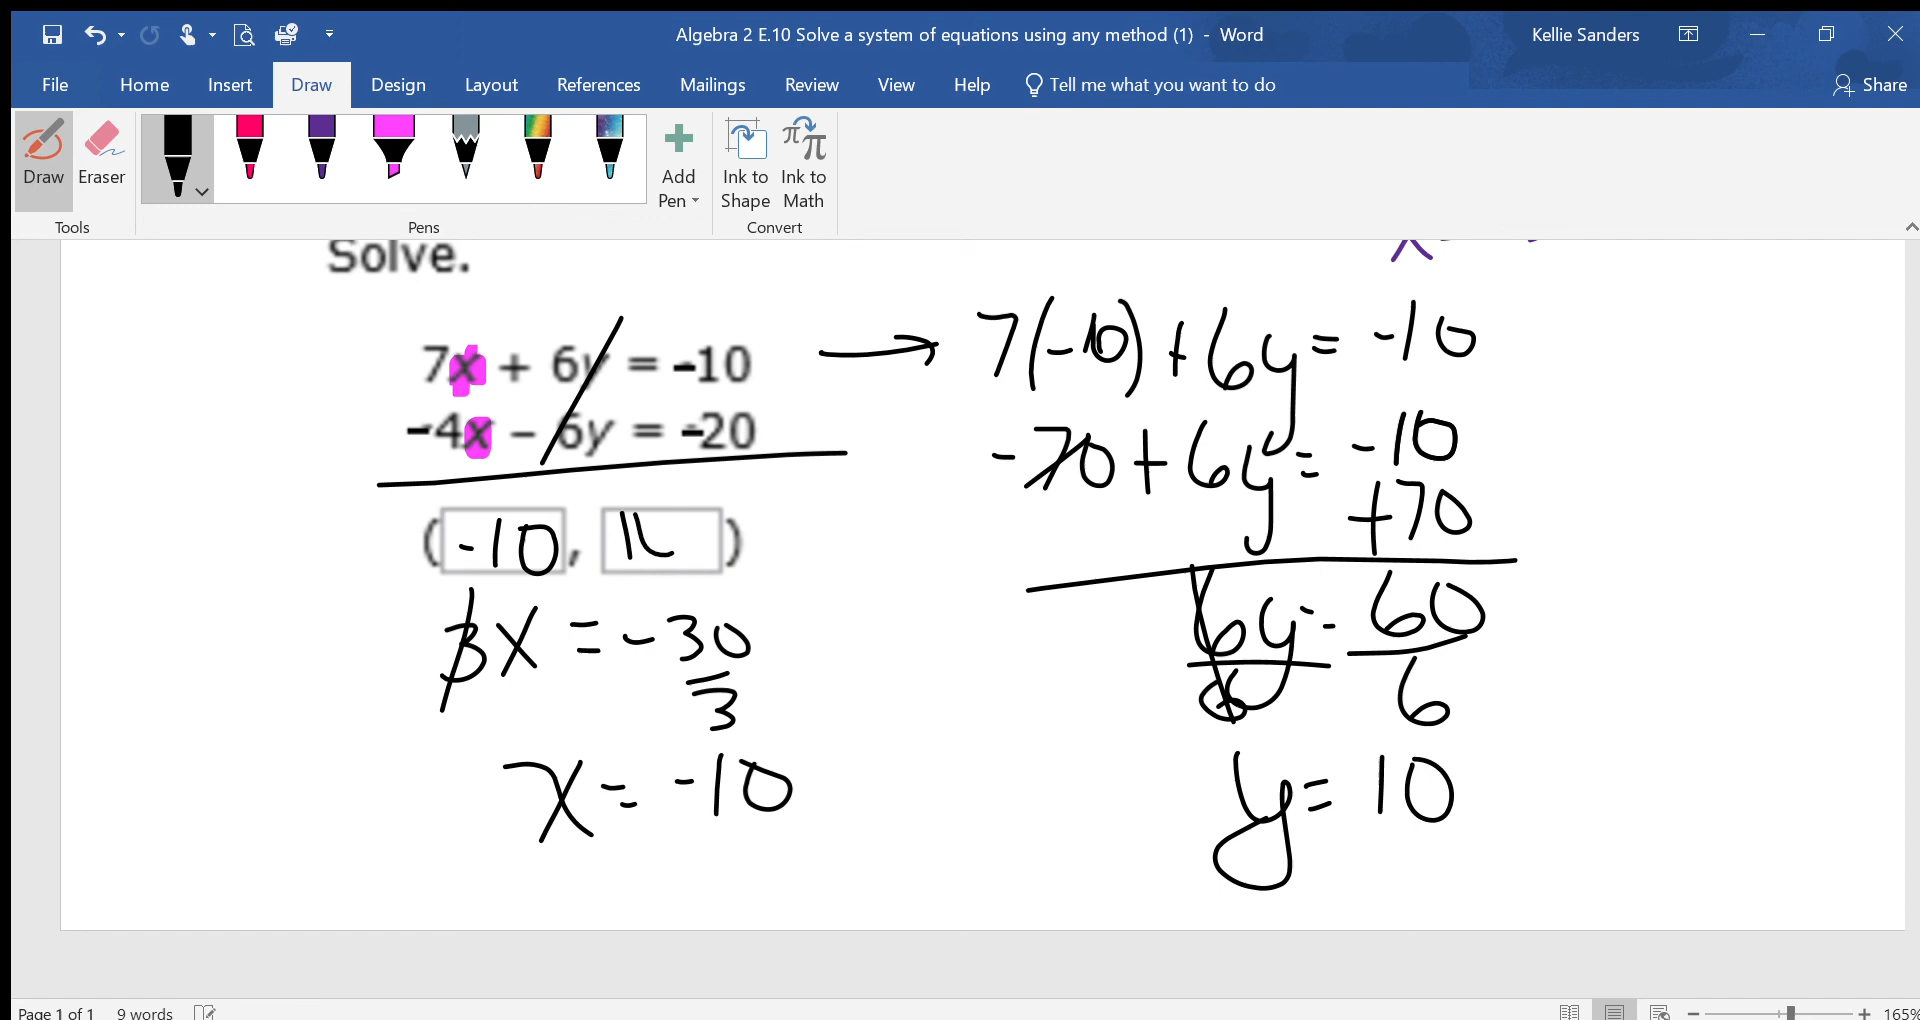 Algebra 2 E.10 Solve a system of equations using any method (1) - Word
Kellie Sanders
File Home Insert Draw Design Layout References Mailings Review View Help Tell me what you want to do Share
Draw Eraser Add Pen Ink to Shape Ink to Math
Tools Pens Convert
Solve.
7x + 6y = -10
-4x - 6y = -20
(-10, 1
3x = -30
3
x = -10
7(-10) + 6y = -10
-70 + 6y = -10
+70
6y = 60
6 6
y = 10
Page 1 of 1 9 words 165%